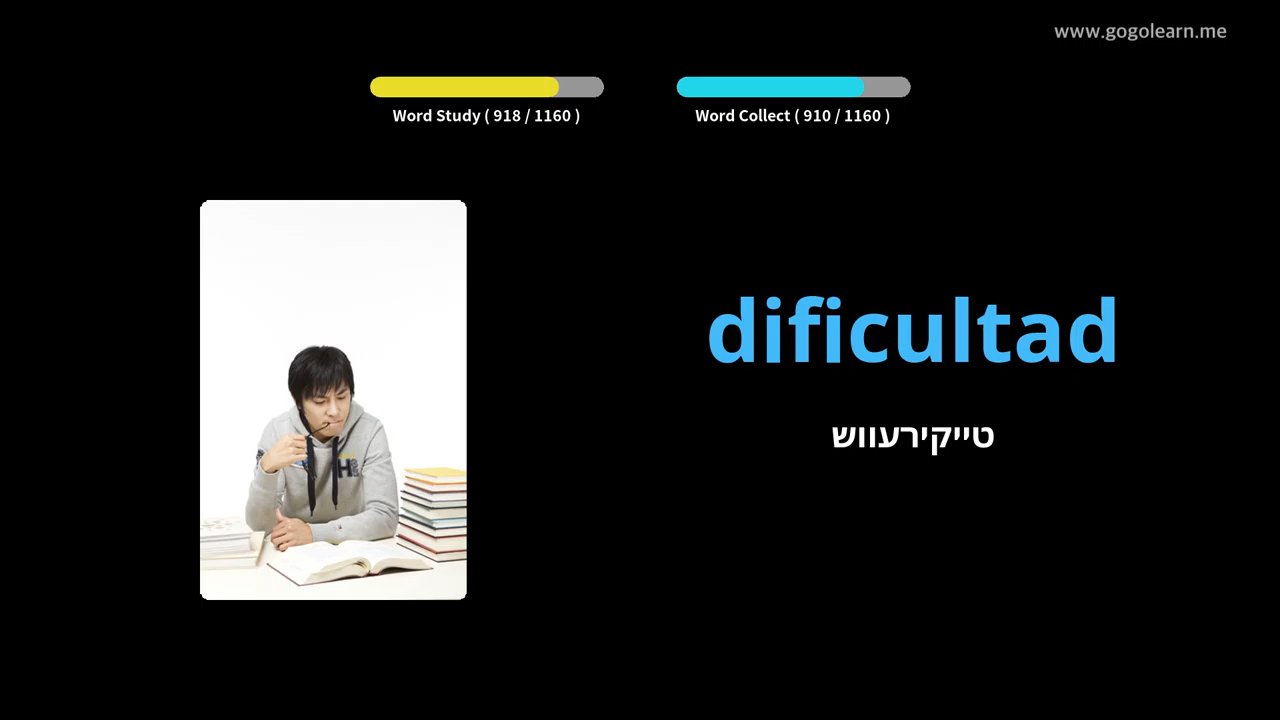 www.gogolearn.me
Word Study ( 918 / 1160 )
Word Collect ( 910 / 1160 )
dificultad
טייקירעווש